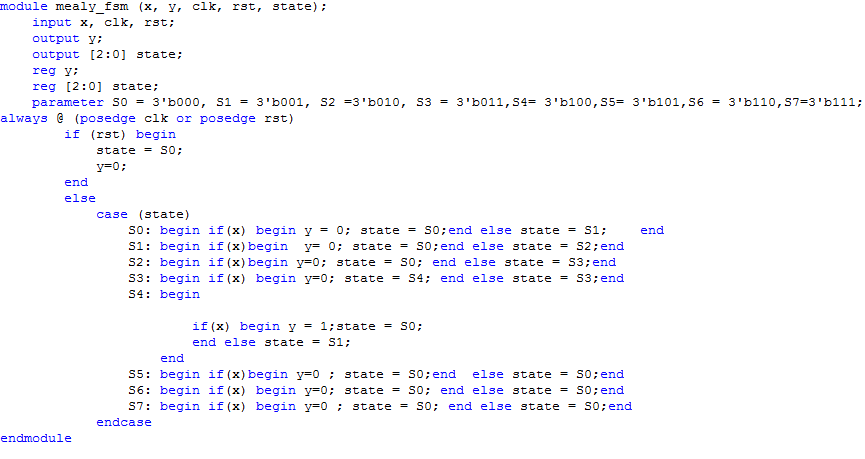 module mealy_fsm (x, y, clk, rst, state);
    input x, clk, rst;
    output y;
    output [2:0] state;
    reg y;
    reg [2:0] state;
    parameter S0 = 3'b000, S1 = 3'b001, S2 =3'b010, S3 = 3'b011,S4= 3'b100,S5= 3'b101,S6 = 3'b110,S7=3'b111;
always @ (posedge clk or posedge rst)
        if (rst) begin
            state = S0;
            y=0;
        end
        else
            case (state)
                S0: begin if(x) begin y = 0; state = S0;end else state = S1;    end
                S1: begin if(x)begin  y= 0; state = S0;end else state = S2;end
                S2: begin if(x)begin y=0; state = S0; end else state = S3;end
                S3: begin if(x) begin y=0; state = S4; end else state = S3;end
                S4: begin
                        if(x) begin y = 1;state = S0;
                        end else state = S1;
                    end
                S5: begin if(x)begin y=0 ; state = S0;end  else state = S0;end
                S6: begin if(x) begin y=0; state = S0; end else state = S0;end
                S7: begin if(x) begin y=0 ; state = S0; end else state = S0;end
            endcase
endmodule